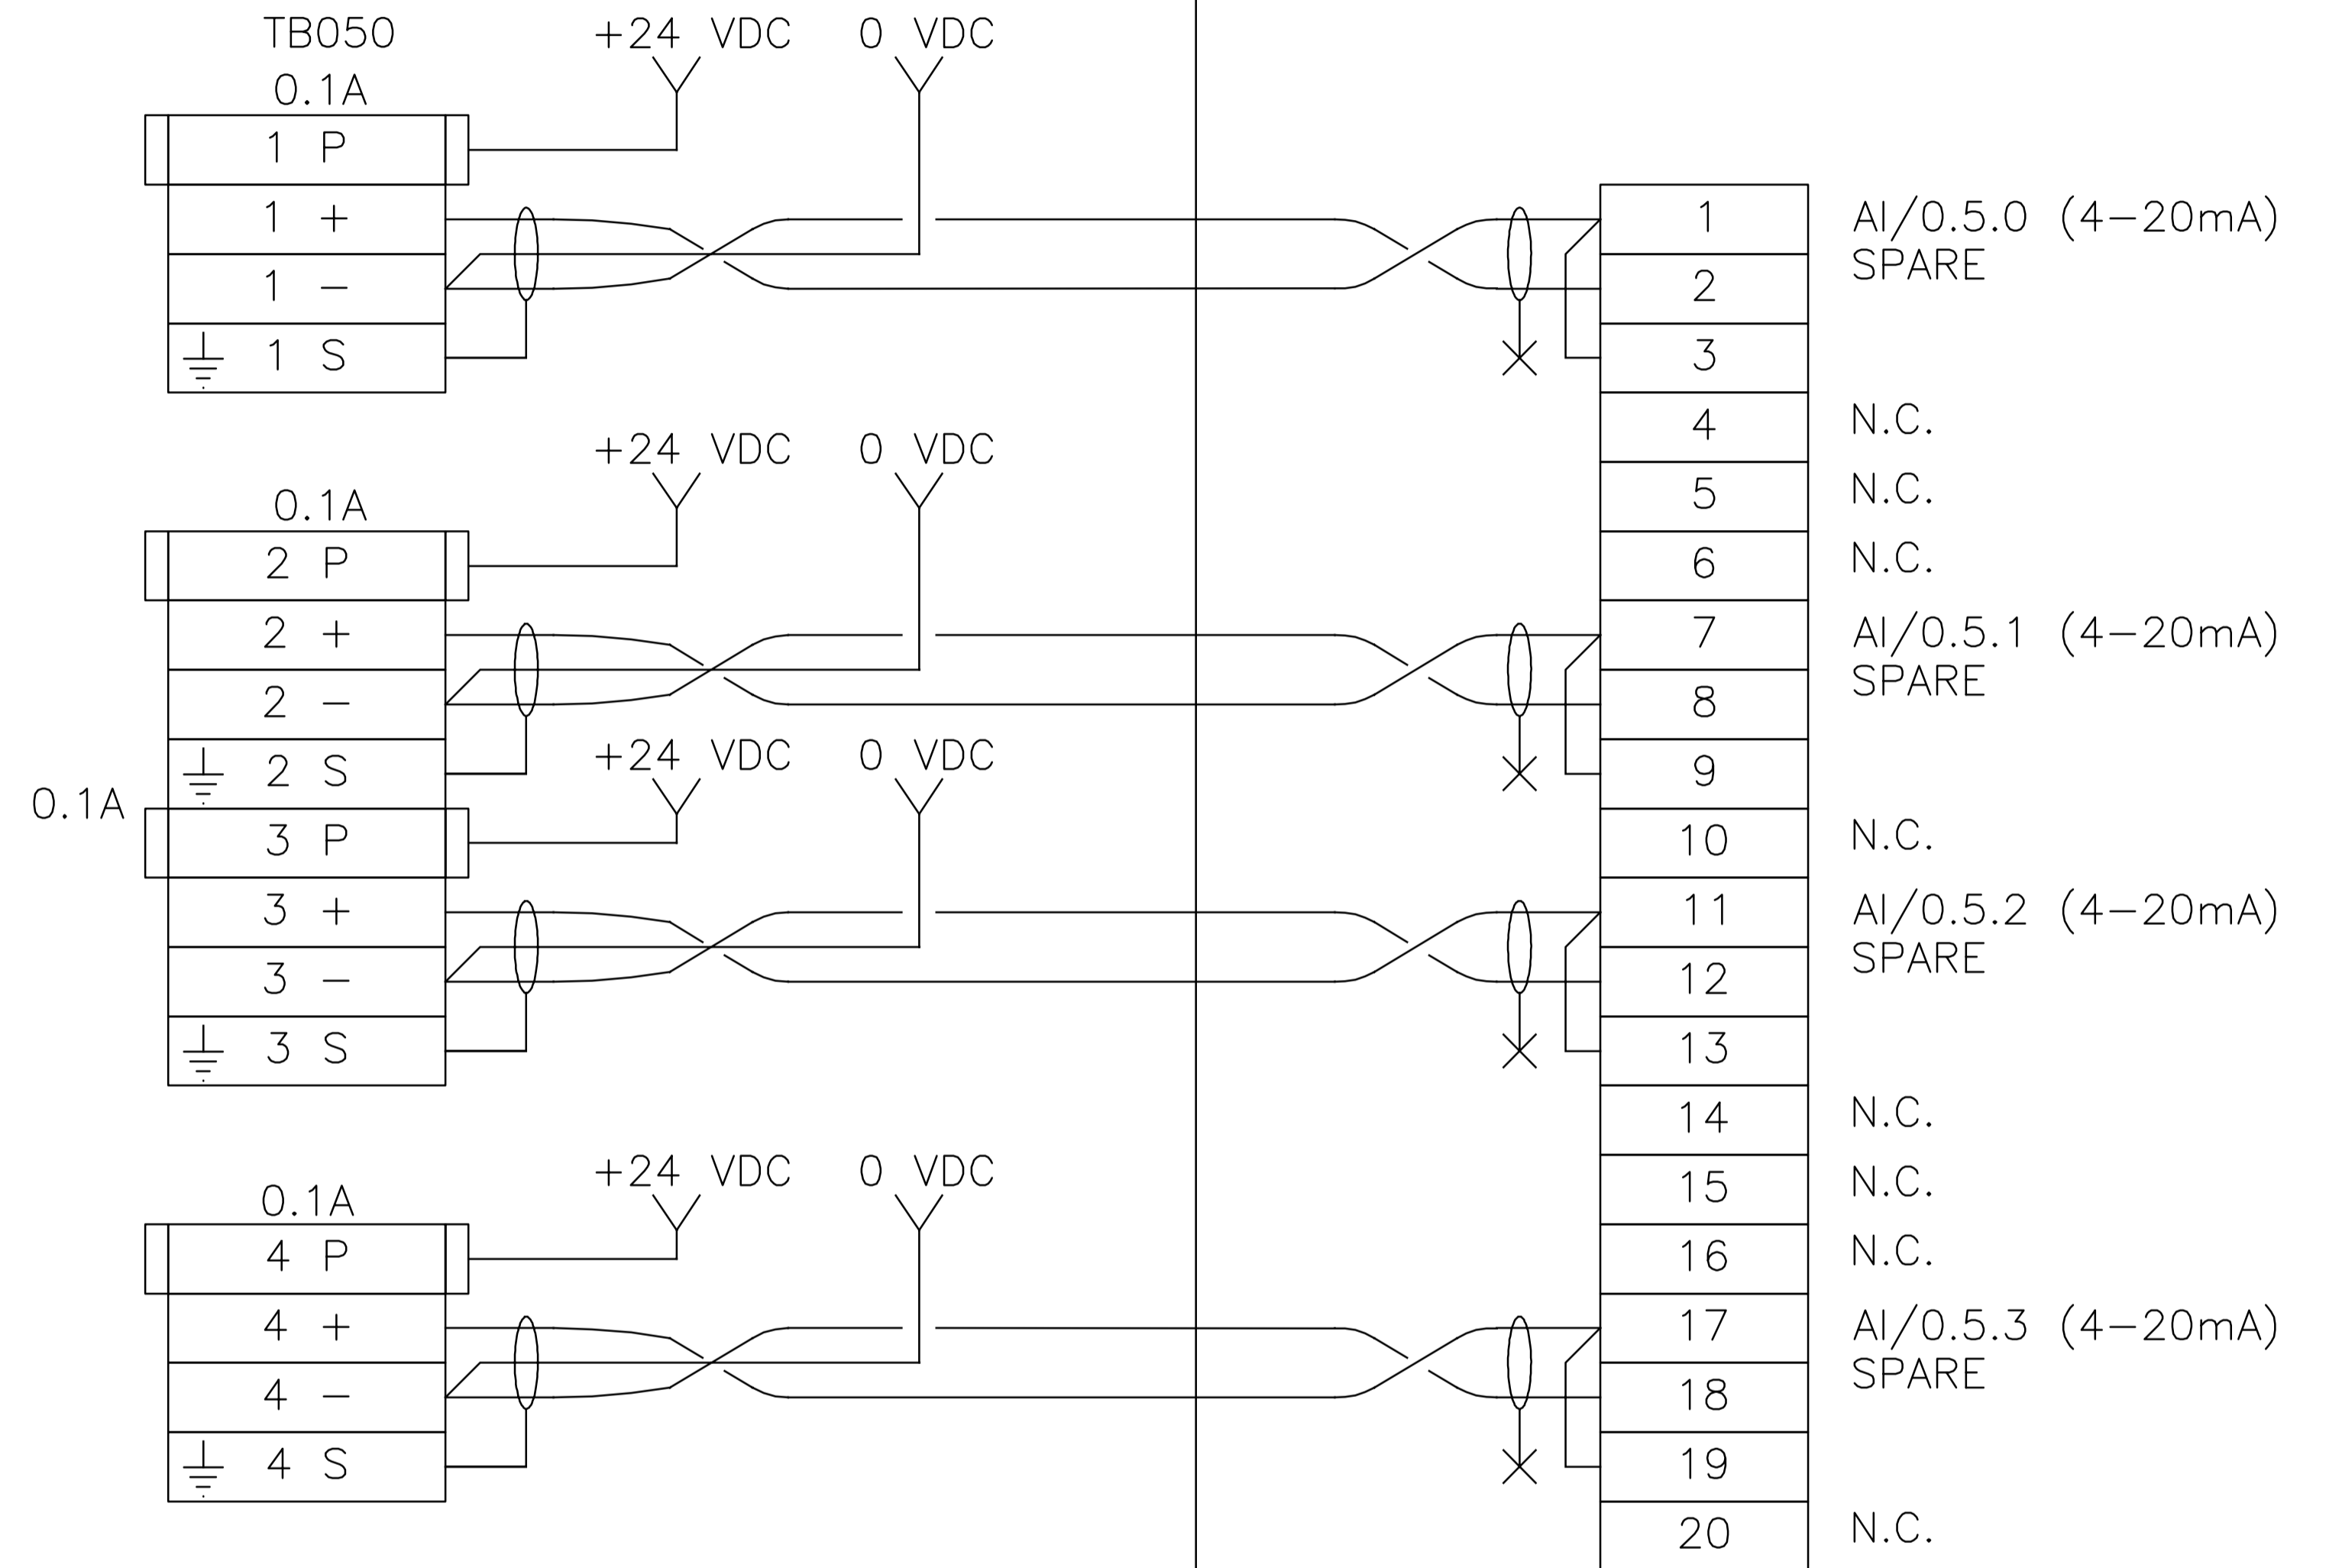 TB050
+24 VDC 0 VDC
0.1A
1 P
1 +
1 -
1 S
+24 VDC 0 VDC
0.1A
2 P
2 +
2 -
2 S
+24 VDC 0 VDC
0.1A
3 P
3 +
3 -
3 S
+24 VDC 0 VDC
0.1A
4 P
4 +
4 -
4 S
1 AI/0.5.0 (4-20mA)
SPARE
2
3
4 N.C.
5 N.C.
6 N.C.
7 AI/0.5.1 (4-20mA)
SPARE
8
9
10 N.C.
11 AI/0.5.2 (4-20mA)
SPARE
12
13
14 N.C.
15 N.C.
16 N.C.
17 AI/0.5.3 (4-20mA)
SPARE
18
19
20 N.C.